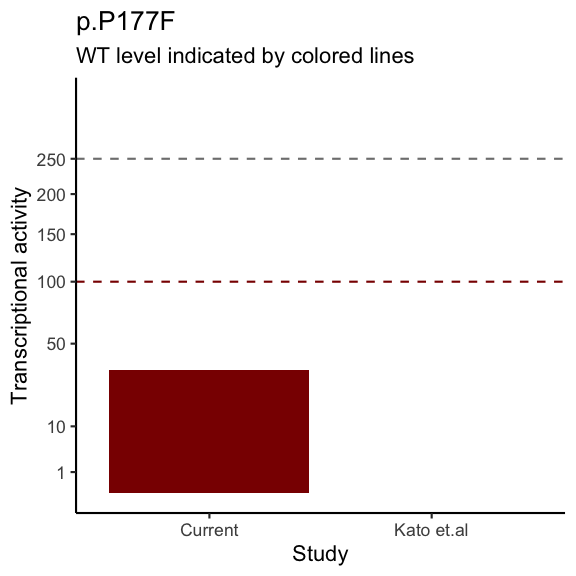 p.P177F
WT level indicated by colored lines
Transcriptional activity
250
200
150
100
50
10
1
Current
Kato et.al
Study